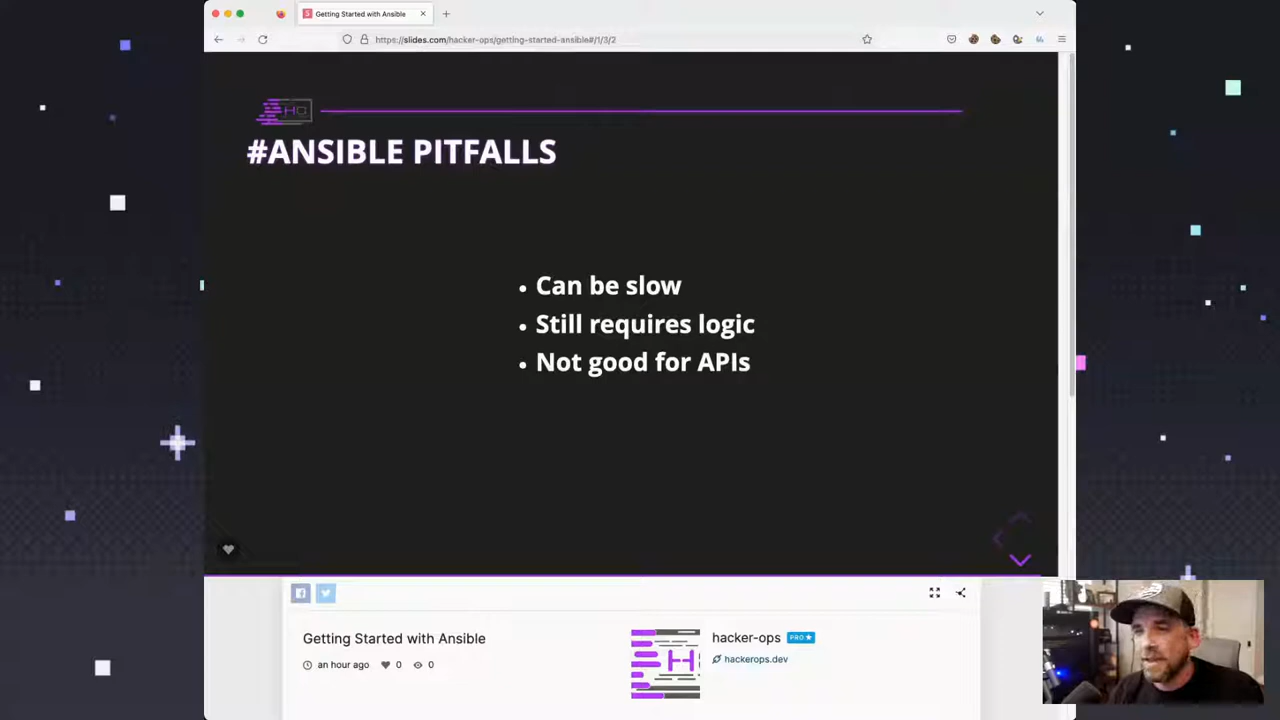 Getting Started with Ansible
https://slides.com/hacker-ops/getting-started-ansible#/1/3/2
HO
#ANSIBLE PITFALLS
Can be slow
Still requires logic
Not good for APIs
Getting Started with Ansible
an hour ago 0 0
H
hacker-ops PRO
hackerops.dev